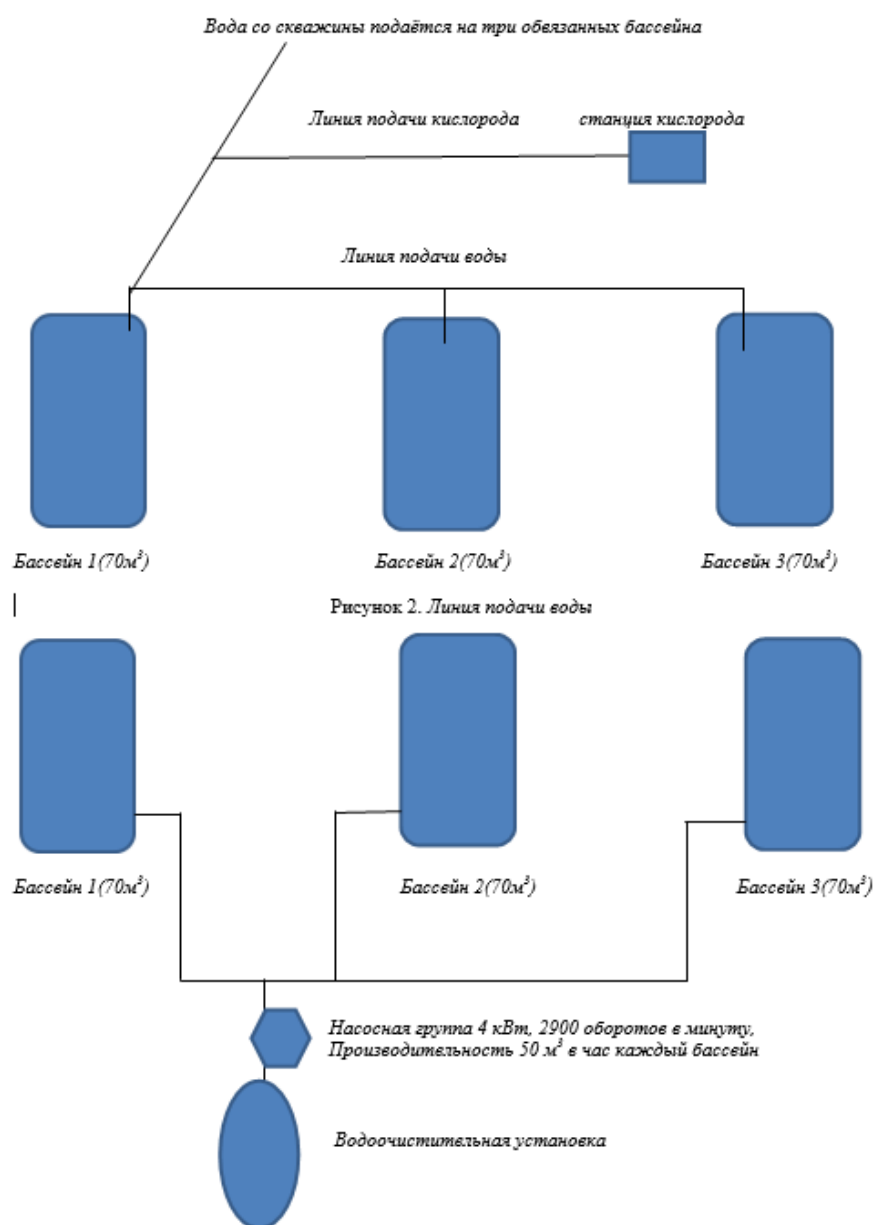 Вода со скважины подаётся на три обвязанных бассейна
Линия подачи кислорода станция кислорода
Линия подачи воды
Бассейн 1(70м³) Бассейн 2(70м³) Бассейн 3(70м³)
Рисунок 2. Линия подачи воды
Бассейн 1(70м³) Бассейн 2(70м³) Бассейн 3(70м³)
Насосная группа 4 кВт, 2900 оборотов в минуту,
Производительность 50 м³ в час каждый бассейн
Водоочистительная установка